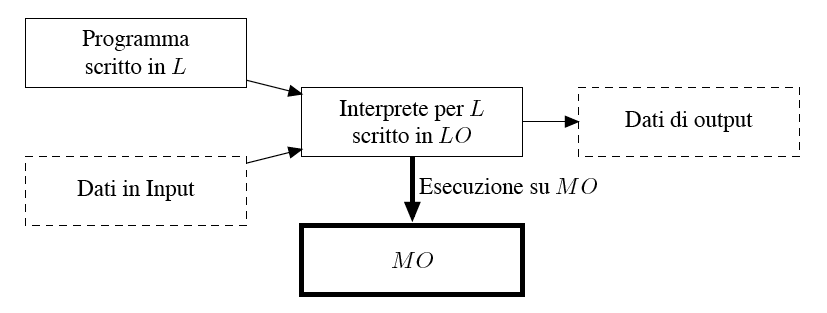 Programma
scritto in L
Interprete per L
scritto in LO
Dati di output
Dati in Input
Esecuzione su MO
MO